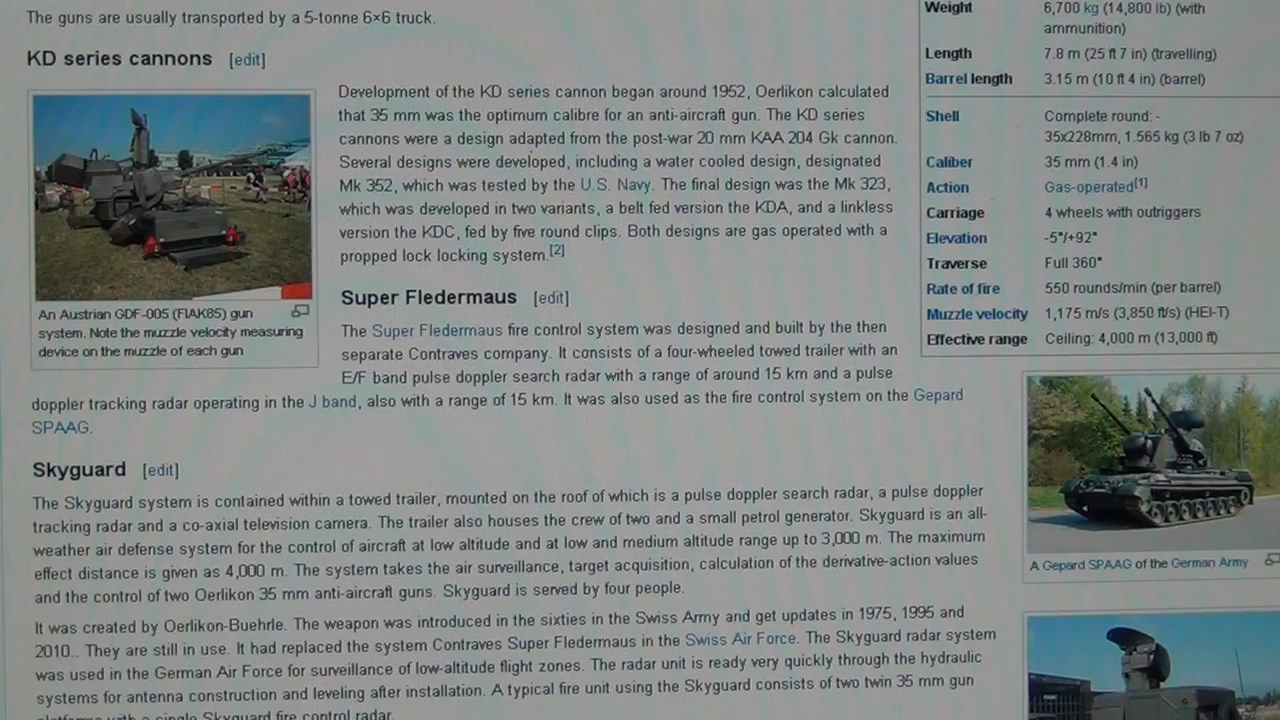 The guns are usually transported by a 5-tonne 6×6 truck.
KD series cannons [edit]
Development of the KD series cannon began around 1952, Oerlikon calculated
that 35 mm was the optimum calibre for an anti-aircraft gun. The KD series
cannons were a design adapted from the post-war 20 mm KAA 204 Gk cannon.
Several designs were developed, including a water cooled design, designated
Mk 352, which was tested by the U.S. Navy. The final design was the Mk 323,
which was developed in two variants, a belt fed version the KDA, and a linkless
version the KDC, fed by five round clips. Both designs are gas operated with a
propped lock locking system.[2]
An Austrian GDF-005 (FlAK85) gun
system. Note the muzzle velocity measuring
device on the muzzle of each gun
Super Fledermaus [edit]
The Super Fledermaus fire control system was designed and built by the then
separate Contraves company. It consists of a four-wheeled towed trailer with an
E/F band pulse doppler search radar with a range of around 15 km and a pulse
doppler tracking radar operating in the J band, also with a range of 15 km. It was also used as the fire control system on the Gepard
SPAAG.
Skyguard [edit]
The Skyguard system is contained within a towed trailer, mounted on the roof of which is a pulse doppler search radar, a pulse doppler
tracking radar and a co-axial television camera. The trailer also houses the crew of two and a small petrol generator. Skyguard is an all-
weather air defense system for the control of aircraft at low altitude and at low and medium altitude range up to 3,000 m. The maximum
effect distance is given as 4,000 m. The system takes the air surveillance, target acquisition, calculation of the derivative-action values
and the control of two Oerlikon 35 mm anti-aircraft guns. Skyguard is served by four people.
It was created by Oerlikon-Buehrle. The weapon was introduced in the sixties in the Swiss Army and get updates in 1975, 1995 and
2010.. They are still in use. It had replaced the system Contraves Super Fledermaus in the Swiss Air Force. The Skyguard radar system
was used in the German Air Force for surveillance of low-altitude flight zones. The radar unit is ready very quickly through the hydraulic
systems for antenna construction and leveling after installation. A typical fire unit using the Skyguard consists of two twin 35 mm gun
platforms with a single Skyguard fire control radar.
Weight 6,700 kg (14,800 lb) (with
ammunition)
Length 7.8 m (25 ft 7 in) (travelling)
Barrel length 3.15 m (10 ft 4 in) (barrel)
Shell Complete round: -
35x228mm, 1.565 kg (3 lb 7 oz)
Caliber 35 mm (1.4 in)
Action Gas-operated[1]
Carriage 4 wheels with outriggers
Elevation -5°/+92°
Traverse Full 360°
Rate of fire 550 rounds/min (per barrel)
Muzzle velocity 1,175 m/s (3,850 ft/s) (HEI-T)
Effective range Ceiling: 4,000 m (13,000 ft)
A Gepard SPAAG of the German Army